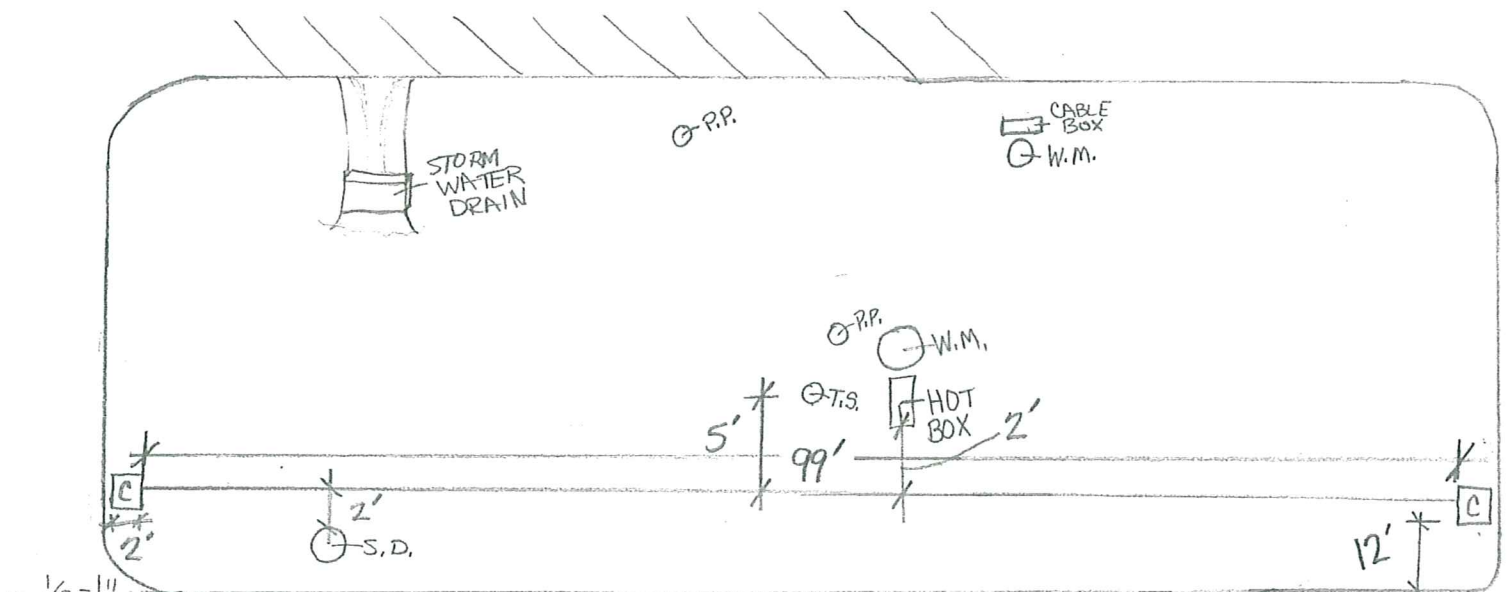 P.P.
CABLE
BOX
W.M.
STORM
WATER
DRAIN
P.P.
W.M.
T.S.
HOT
BOX
2'
5'
99'
C
C
2'
2'
S.D.
12'